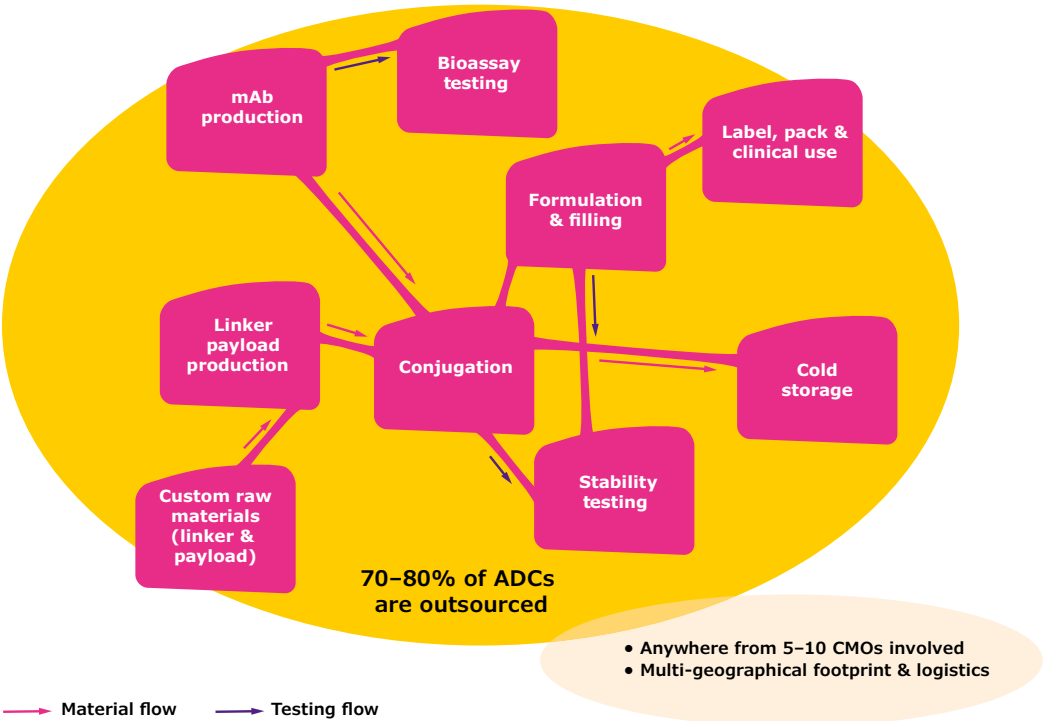 mAb
production
Bioassay
testing
Label, pack &
clinical use
Formulation
& filling
Linker
payload
production
Conjugation
Cold
storage
Custom raw
materials
(linker &
payload)
Stability
testing
70–80% of ADCs
are outsourced
• Anywhere from 5–10 CMOs involved
• Multi-geographical footprint & logistics
Material flow
Testing flow